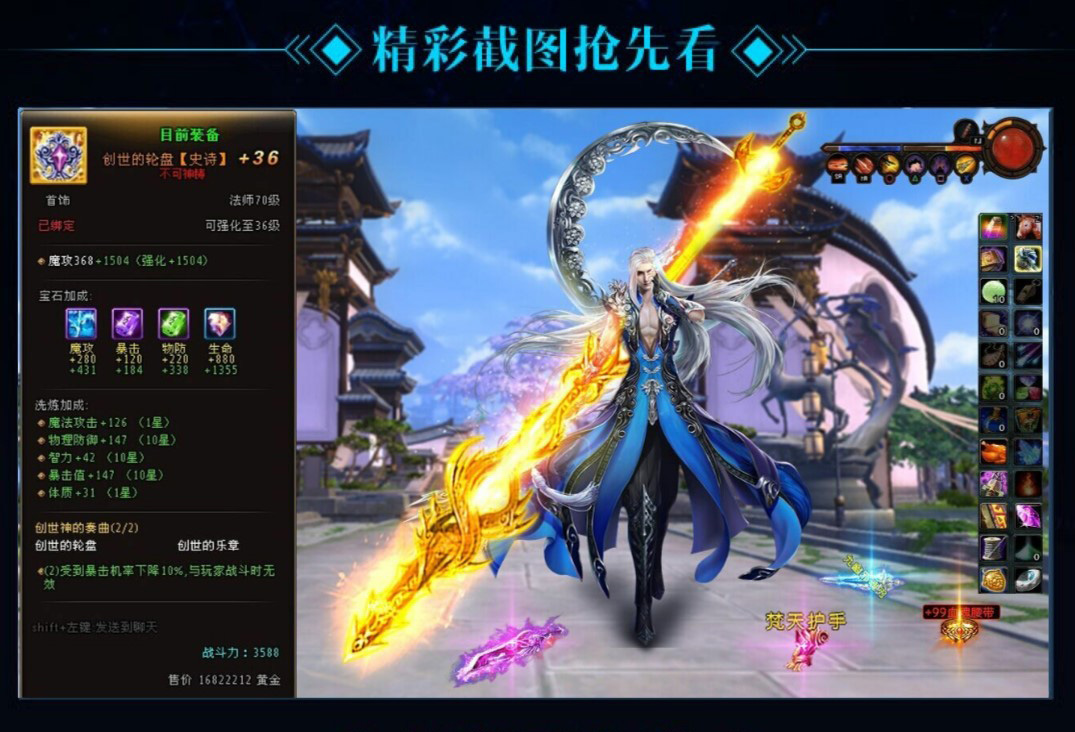 精彩截图抢先看
目前装备
创世的轮盘【史诗】 +36
不可神铸
首饰 法师70级
已绑定 可强化至36级
魔攻368+1504（强化+1504）
宝石加成:
魔攻 暴击 物防 生命
+280 +120 +220 +880
+431 +184 +338 +1355
洗炼加成:
魔法攻击+126 （1星）
物理防御+147 （10星）
智力+42 （10星）
暴击值+147 （10星）
体质+31 （1星）
创世神的奏曲(2/2)
创世的轮盘 创世的乐章
(2)受到暴击机率下降10%,与玩家战斗时无
效
shift+左键:发送到聊天
战斗力：3588
售价 16822212 黄金
梵天护手